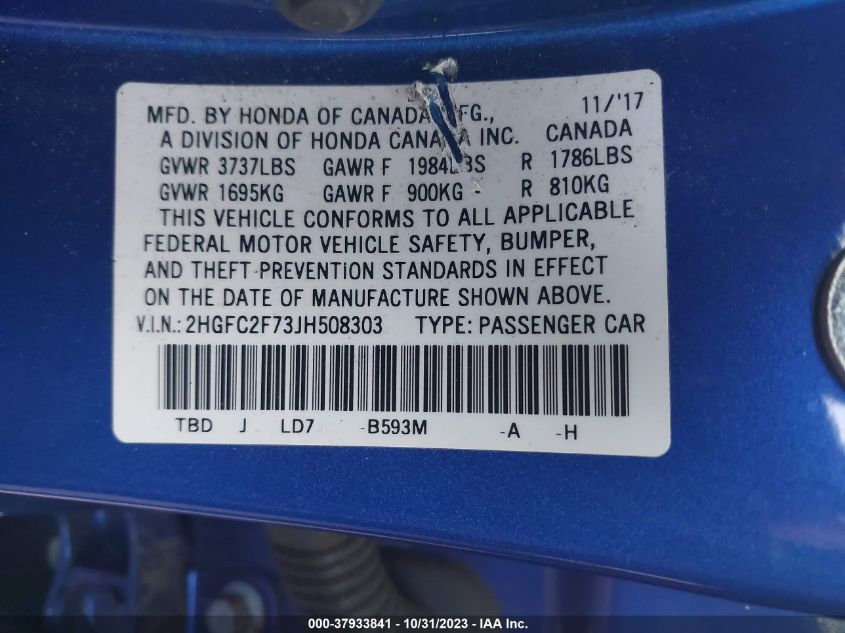 MFD. BY HONDA OF CANADA MFG., 11/'17
A DIVISION OF HONDA CANADA INC. CANADA
GVWR 3737LBS GAWR F 1984LBS R 1786LBS
GVWR 1695KG GAWR F 900KG - R 810KG
THIS VEHICLE CONFORMS TO ALL APPLICABLE
FEDERAL MOTOR VEHICLE SAFETY, BUMPER,
AND THEFT PREVENTION STANDARDS IN EFFECT
ON THE DATE OF MANUFACTURE SHOWN ABOVE.
V.I.N.: 2HGFC2F73JH508303 TYPE: PASSENGER CAR
TBD J LD7 -B593M -A -H
000-37933841 - 10/31/2023 - IAA Inc.